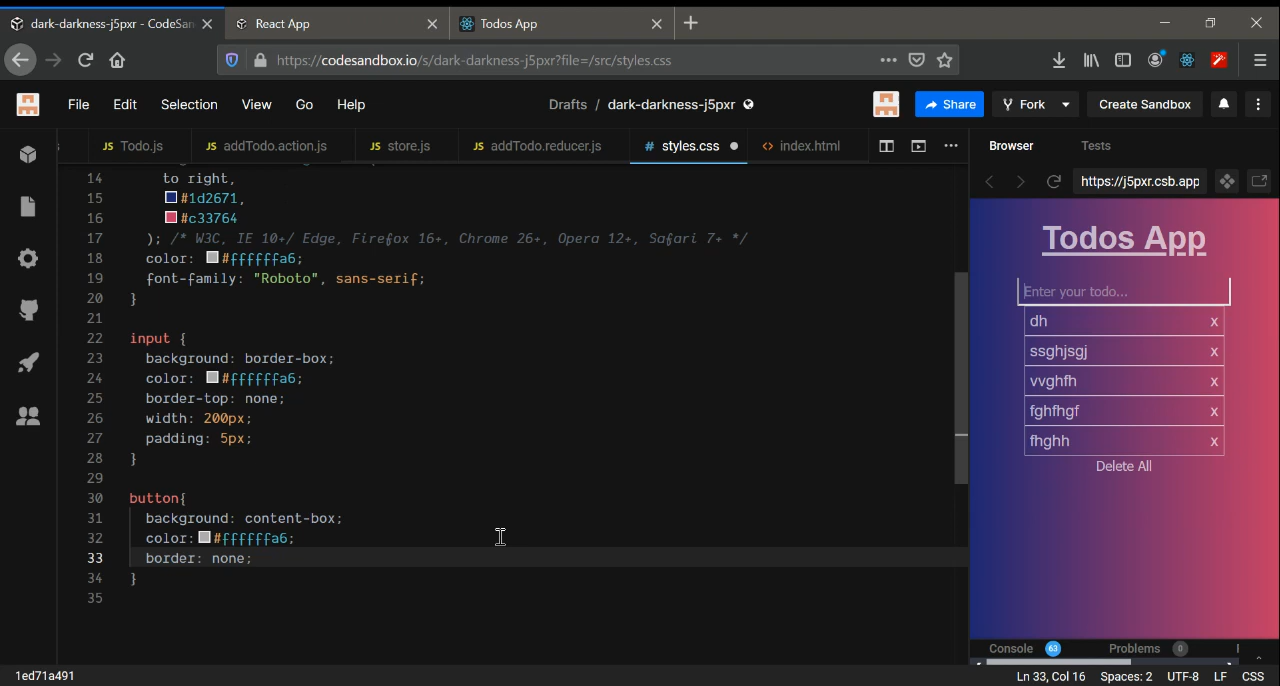 dark-darkness-j5pxr - CodeSan
React App
Todos App
https://codesandbox.io/s/dark-darkness-j5pxr?file=/src/styles.css
File Edit Selection View Go Help
Drafts / dark-darkness-j5pxr
Share
Fork
Create Sandbox
s
JS Todo.js
JS addTodo.action.js
JS store.js
JS addTodo.reducer.js
# styles.css
<> index.html
Browser
Tests
14 to right,
15 #1d2671,
16 #c33764
17 ); /* W3C, IE 10+/ Edge, Firefox 16+, Chrome 26+, Opera 12+, Safari 7+ */
18 color: #ffffffa6;
19 font-family: "Roboto", sans-serif;
20 }
21
22 input {
23 background: border-box;
24 color: #ffffffa6;
25 border-top: none;
26 width: 200px;
27 padding: 5px;
28 }
29
30 button{
31 background: content-box;
32 color: #ffffffa6;
33 border: none;
34 }
35
https://j5pxr.csb.app
Todos App
Enter your todo...
dh x
ssghjsgj x
vvghfh x
fghfhgf x
fhghh x
Delete All
Console 63
Problems 0
1ed71a491
Ln 33, Col 16 Spaces: 2 UTF-8 LF CSS